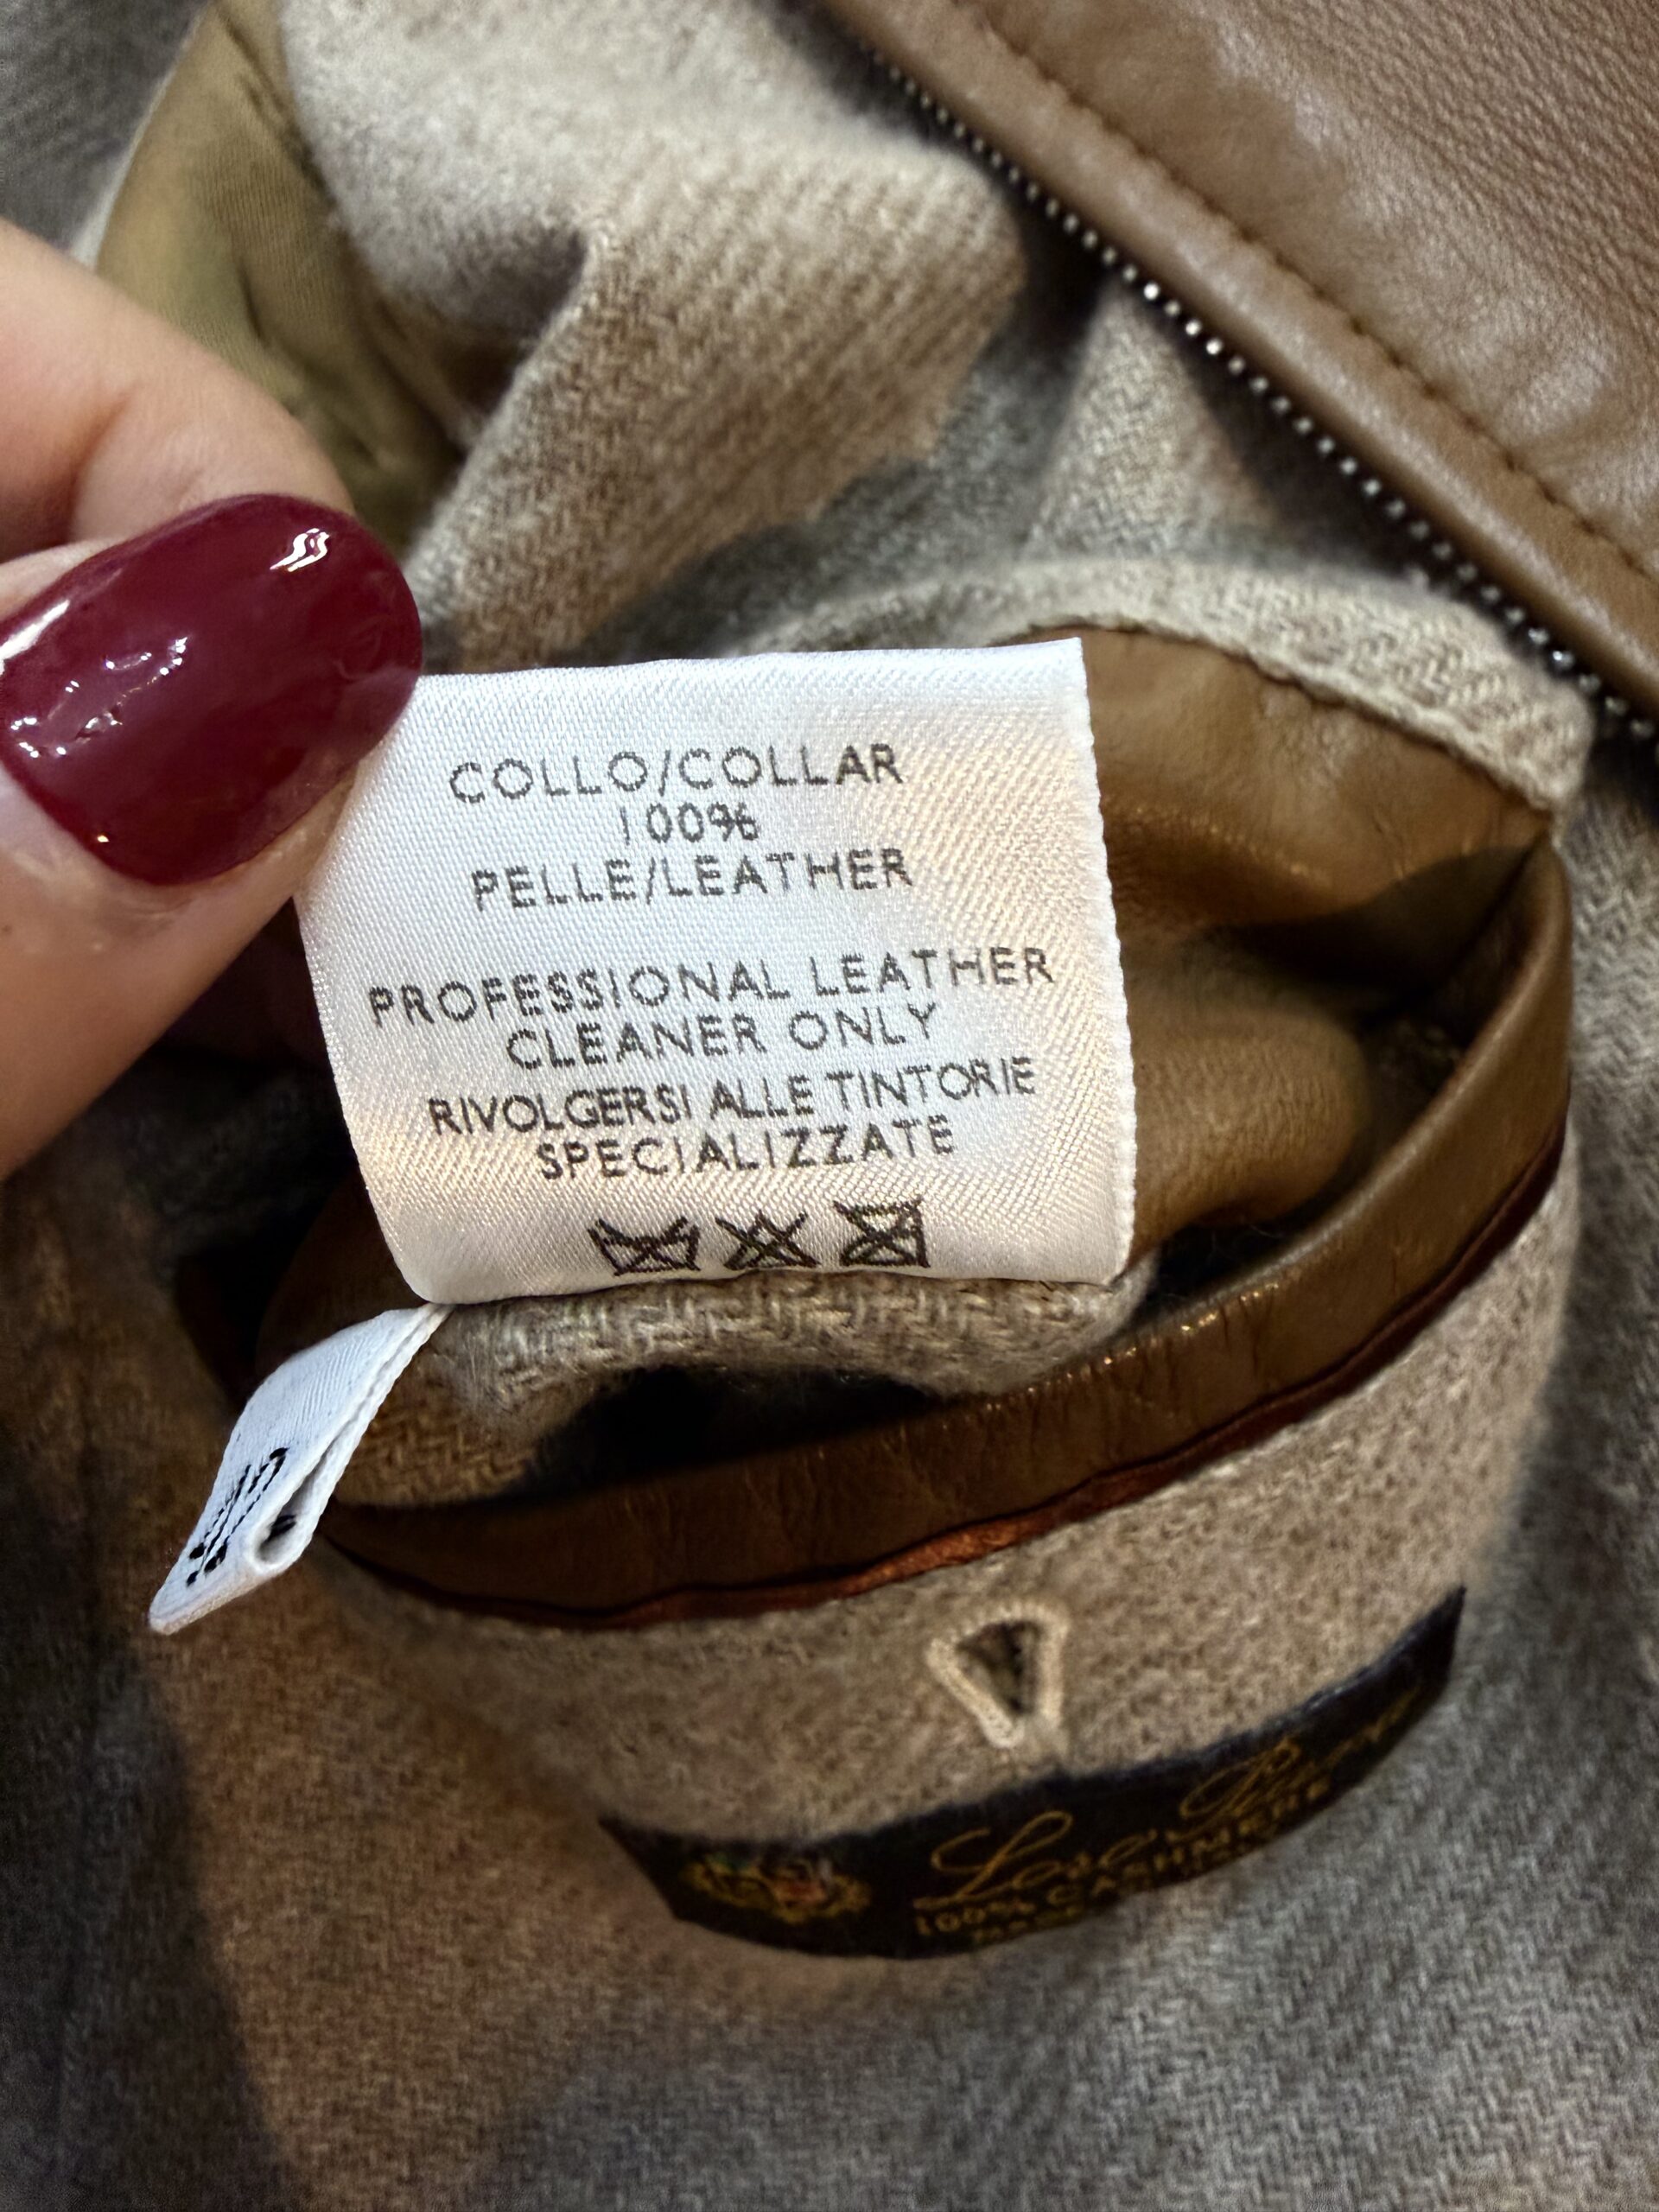 COLLO/COLLAR
100%
PELLE/LEATHER
PROFESSIONAL LEATHER
CLEANER ONLY
RIVOLGERSI ALLE TINTORIE
SPECIALIZZATE
100% CASHMERE